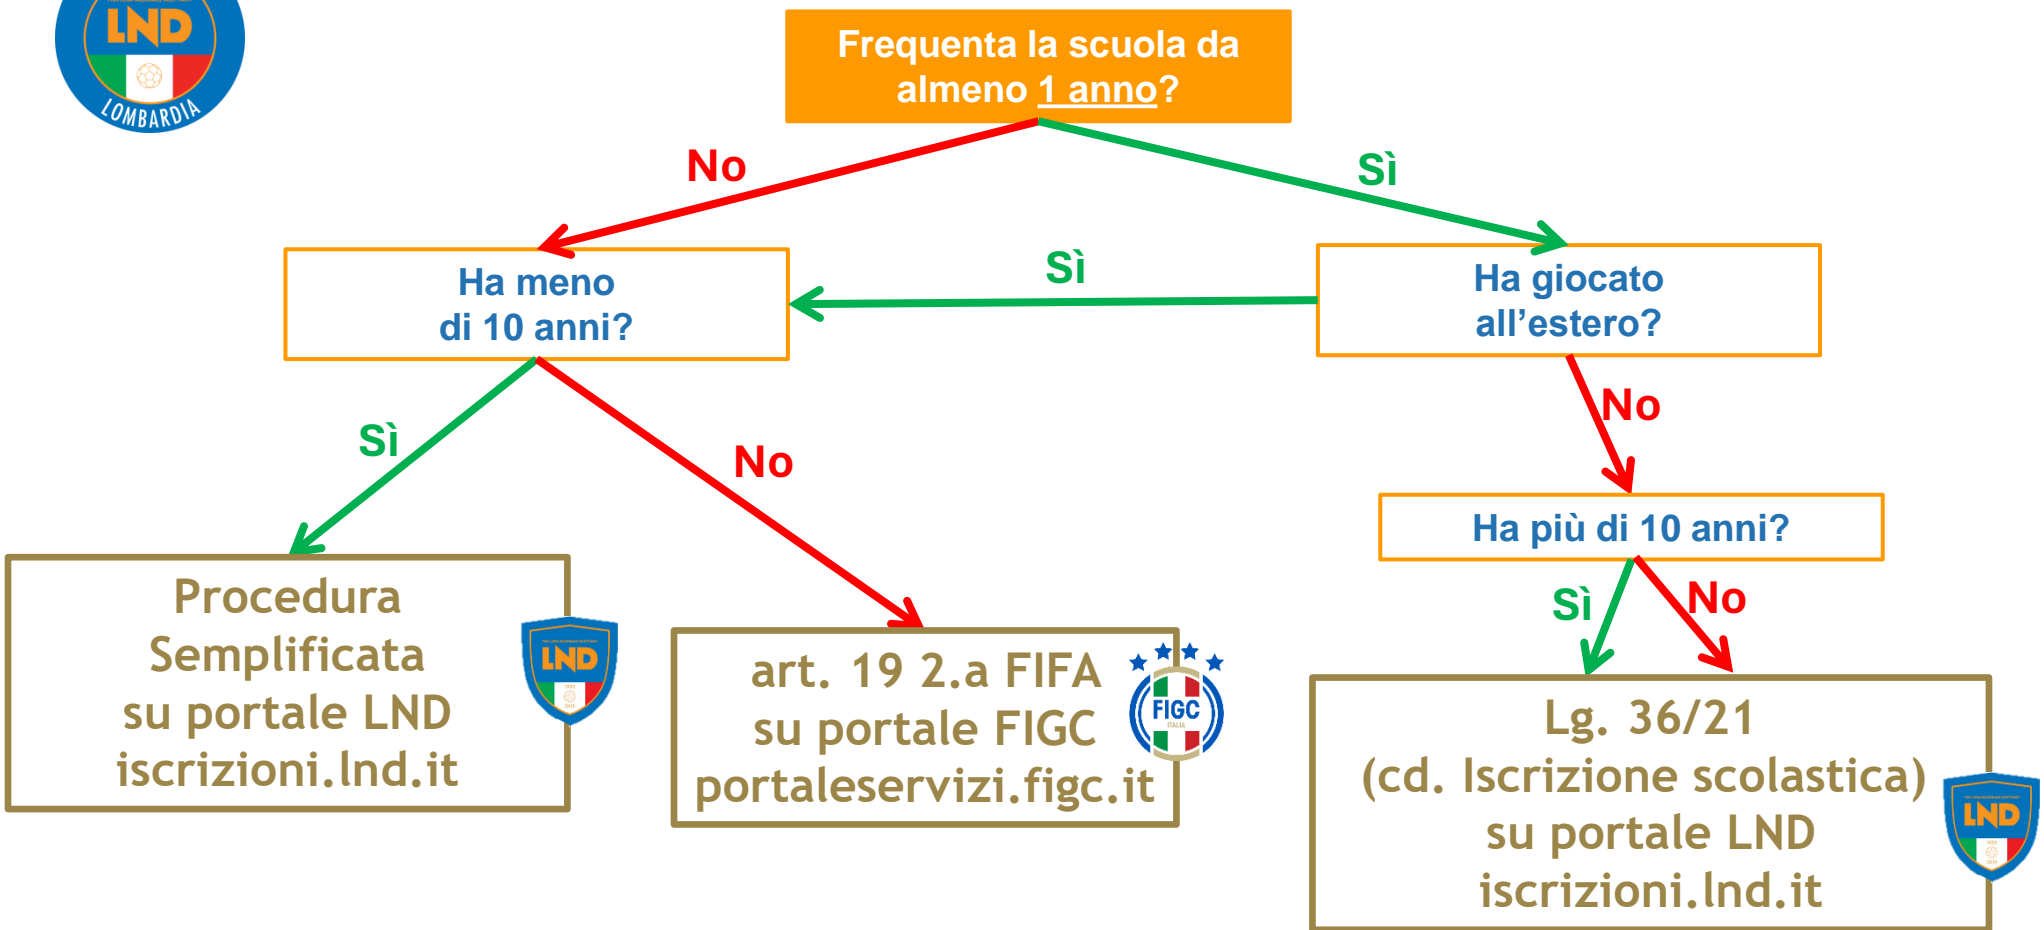 LND
LOMBARDIA
Frequenta la scuola da
almeno 1 anno?
No
Sì
Ha meno
di 10 anni?
Sì
Ha giocato
all’estero?
Sì
No
No
Ha più di 10 anni?
Sì
No
Procedura
Semplificata
su portale LND
iscrizioni.lnd.it
LND
art. 19 2.a FIFA
su portale FIGC
portaleservizi.figc.it
FIGC
ITALIA
Lg. 36/21
(cd. Iscrizione scolastica)
su portale LND
iscrizioni.lnd.it
LND